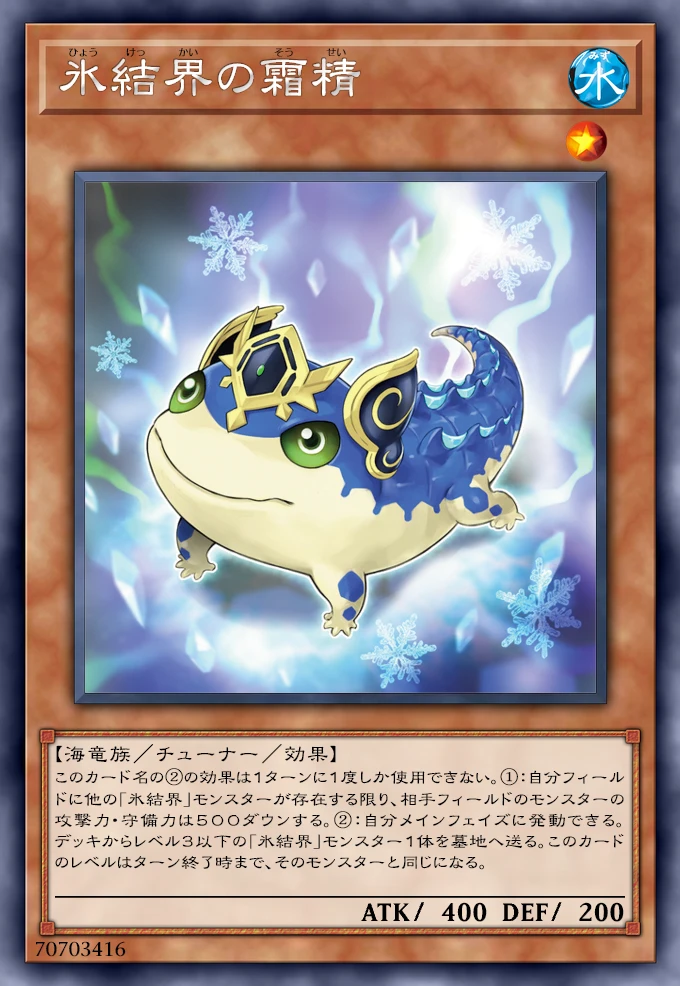 ひょう けっ かい そう せい
氷結界の霜精
みず
水
【海竜族／チューナー／効果】
このカード名の②の効果は１ターンに１度しか使用できない。①：自分フィール
ドに他の「氷結界」モンスターが存在する限り、相手フィールドのモンスターの
攻撃力・守備力は５００ダウンする。②：自分メインフェイズに発動できる。
デッキからレベル３以下の「氷結界」モンスター１体を墓地へ送る。このカード
のレベルはターン終了時まで、そのモンスターと同じになる。
ATK/ 400 DEF/ 200
70703416